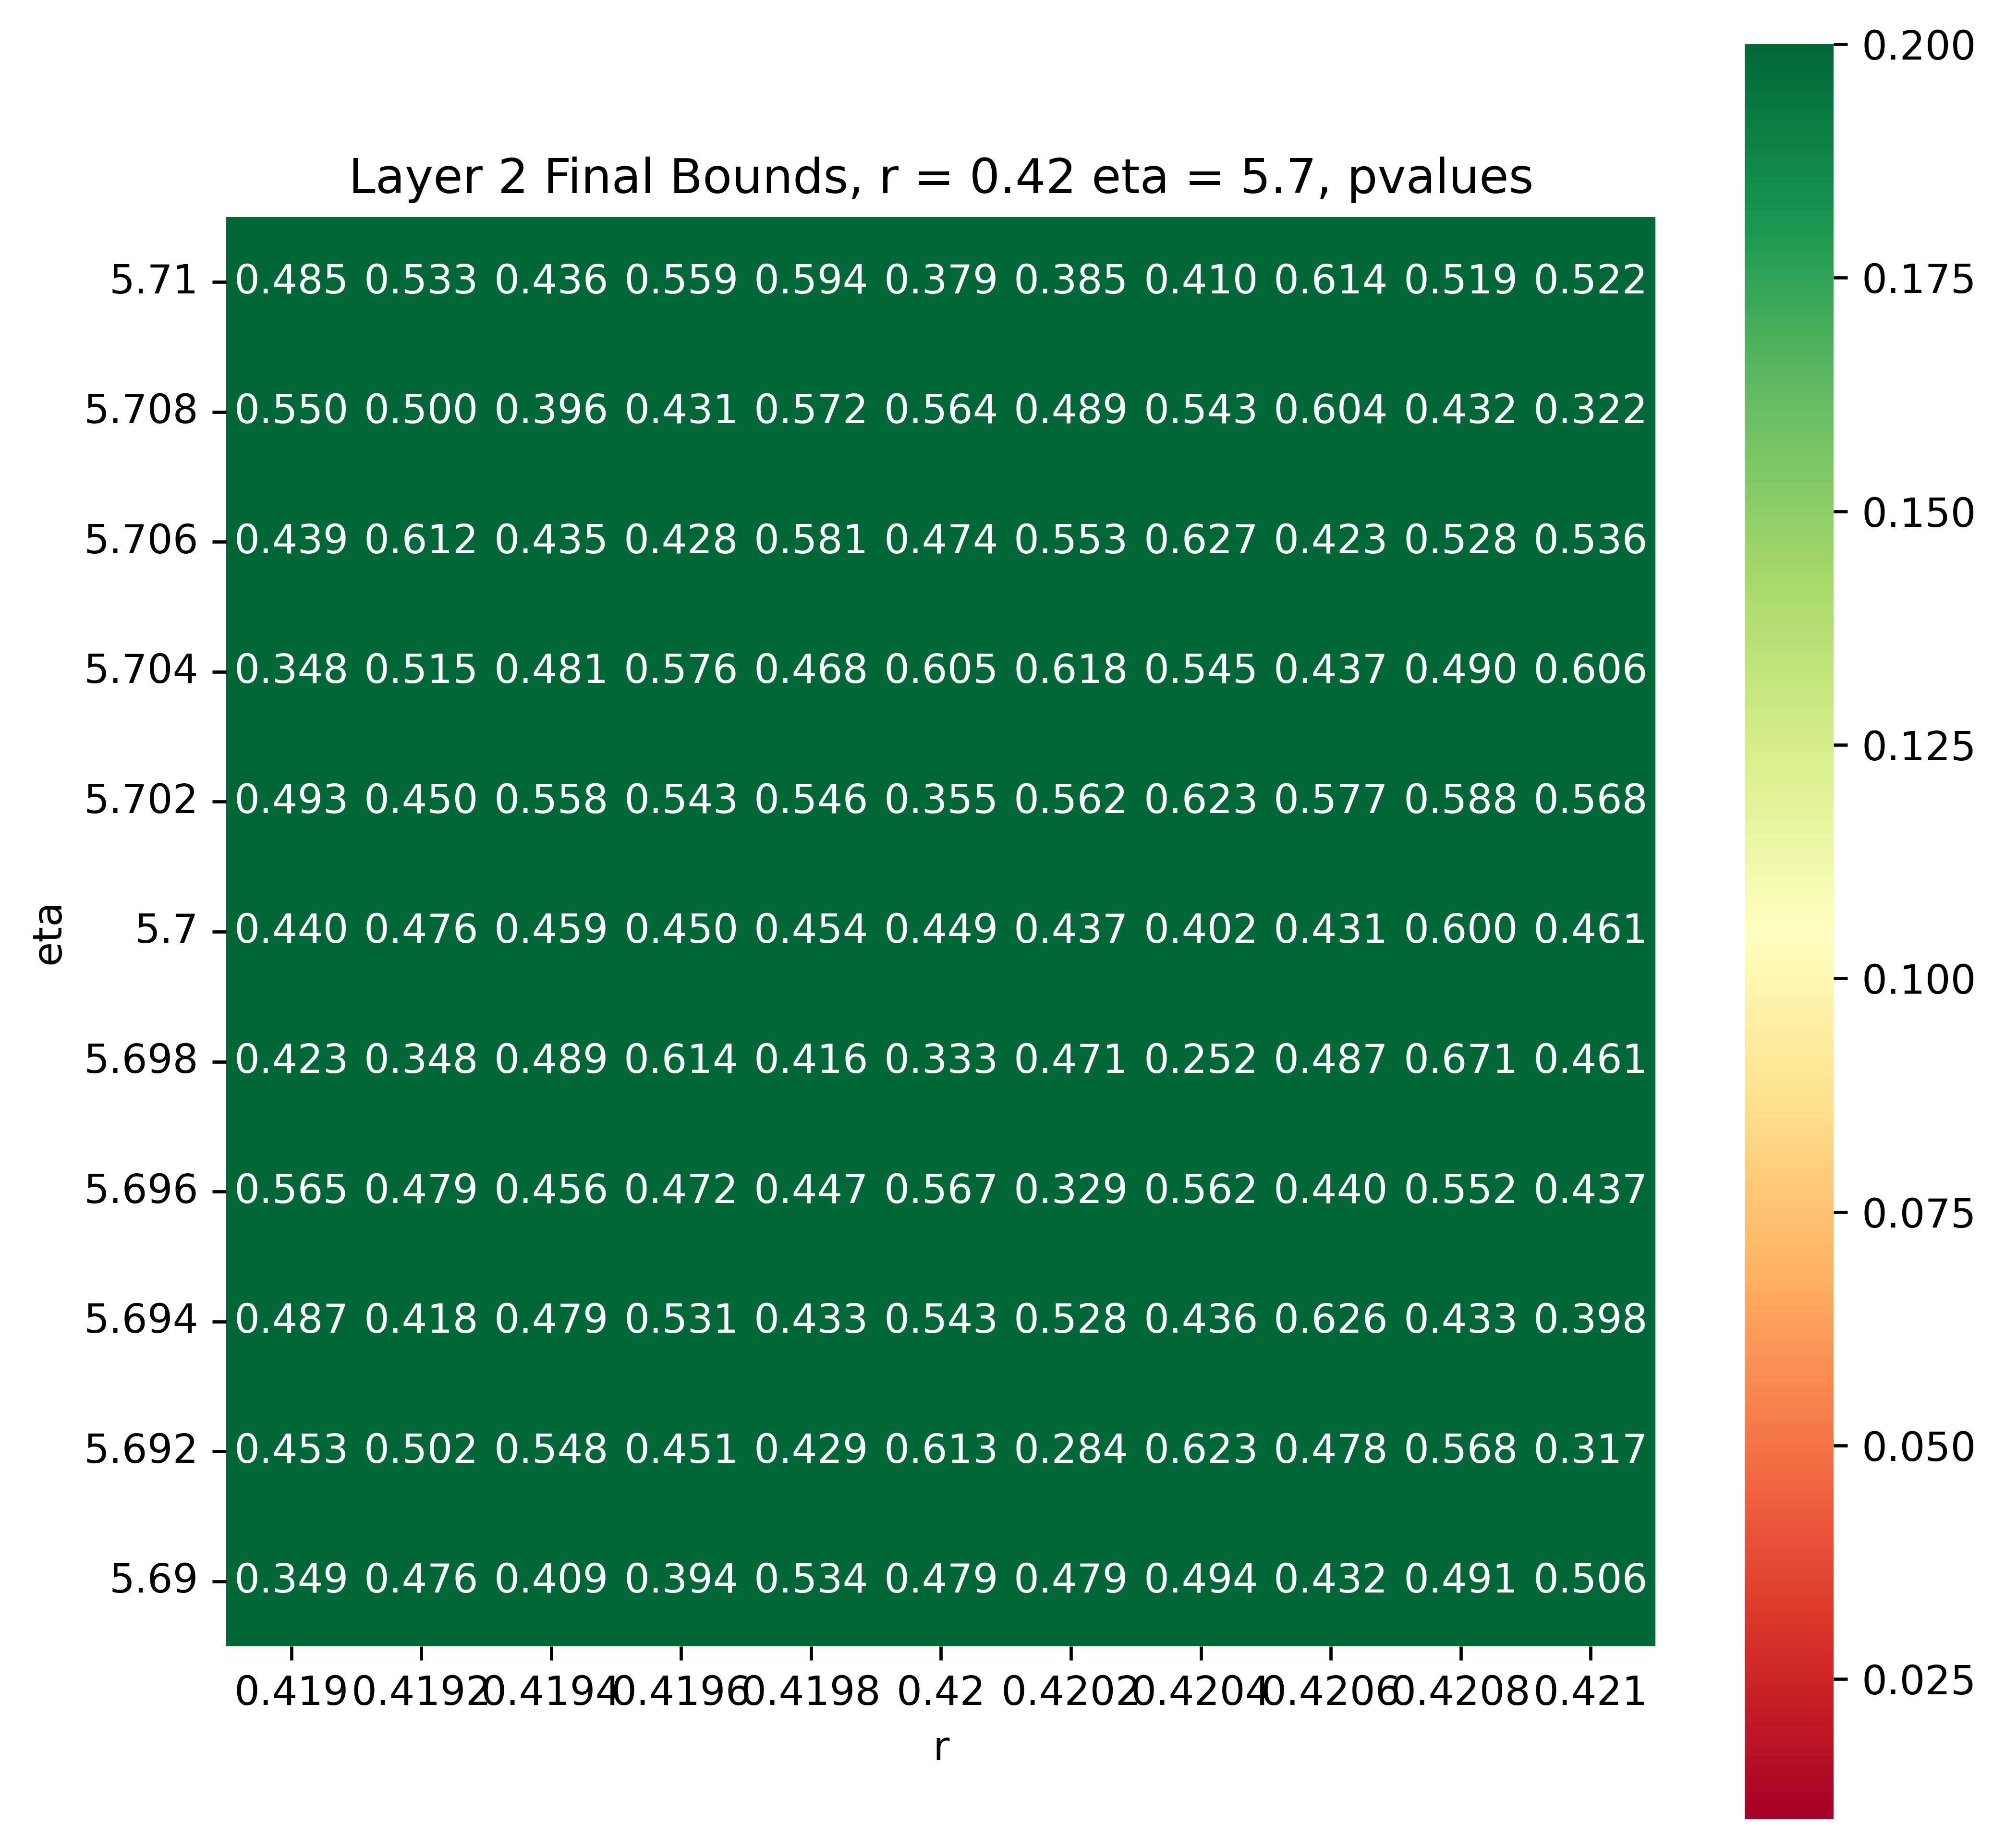 Layer 2 Final Bounds, r = 0.42 eta = 5.7, pvalues
5.71 0.485 0.533 0.436 0.559 0.594 0.379 0.385 0.410 0.614 0.519 0.522
5.708 0.550 0.500 0.396 0.431 0.572 0.564 0.489 0.543 0.604 0.432 0.322
5.706 0.439 0.612 0.435 0.428 0.581 0.474 0.553 0.627 0.423 0.528 0.536
5.704 0.348 0.515 0.481 0.576 0.468 0.605 0.618 0.545 0.437 0.490 0.606
5.702 0.493 0.450 0.558 0.543 0.546 0.355 0.562 0.623 0.577 0.588 0.568
5.7 0.440 0.476 0.459 0.450 0.454 0.449 0.437 0.402 0.431 0.600 0.461
5.698 0.423 0.348 0.489 0.614 0.416 0.333 0.471 0.252 0.487 0.671 0.461
5.696 0.565 0.479 0.456 0.472 0.447 0.567 0.329 0.562 0.440 0.552 0.437
5.694 0.487 0.418 0.479 0.531 0.433 0.543 0.528 0.436 0.626 0.433 0.398
5.692 0.453 0.502 0.548 0.451 0.429 0.613 0.284 0.623 0.478 0.568 0.317
5.69 0.349 0.476 0.409 0.394 0.534 0.479 0.479 0.494 0.432 0.491 0.506
0.419 0.4192 0.4194 0.4196 0.4198 0.42 0.4202 0.4204 0.4206 0.4208 0.421
r
eta
0.200
0.175
0.150
0.125
0.100
0.075
0.050
0.025